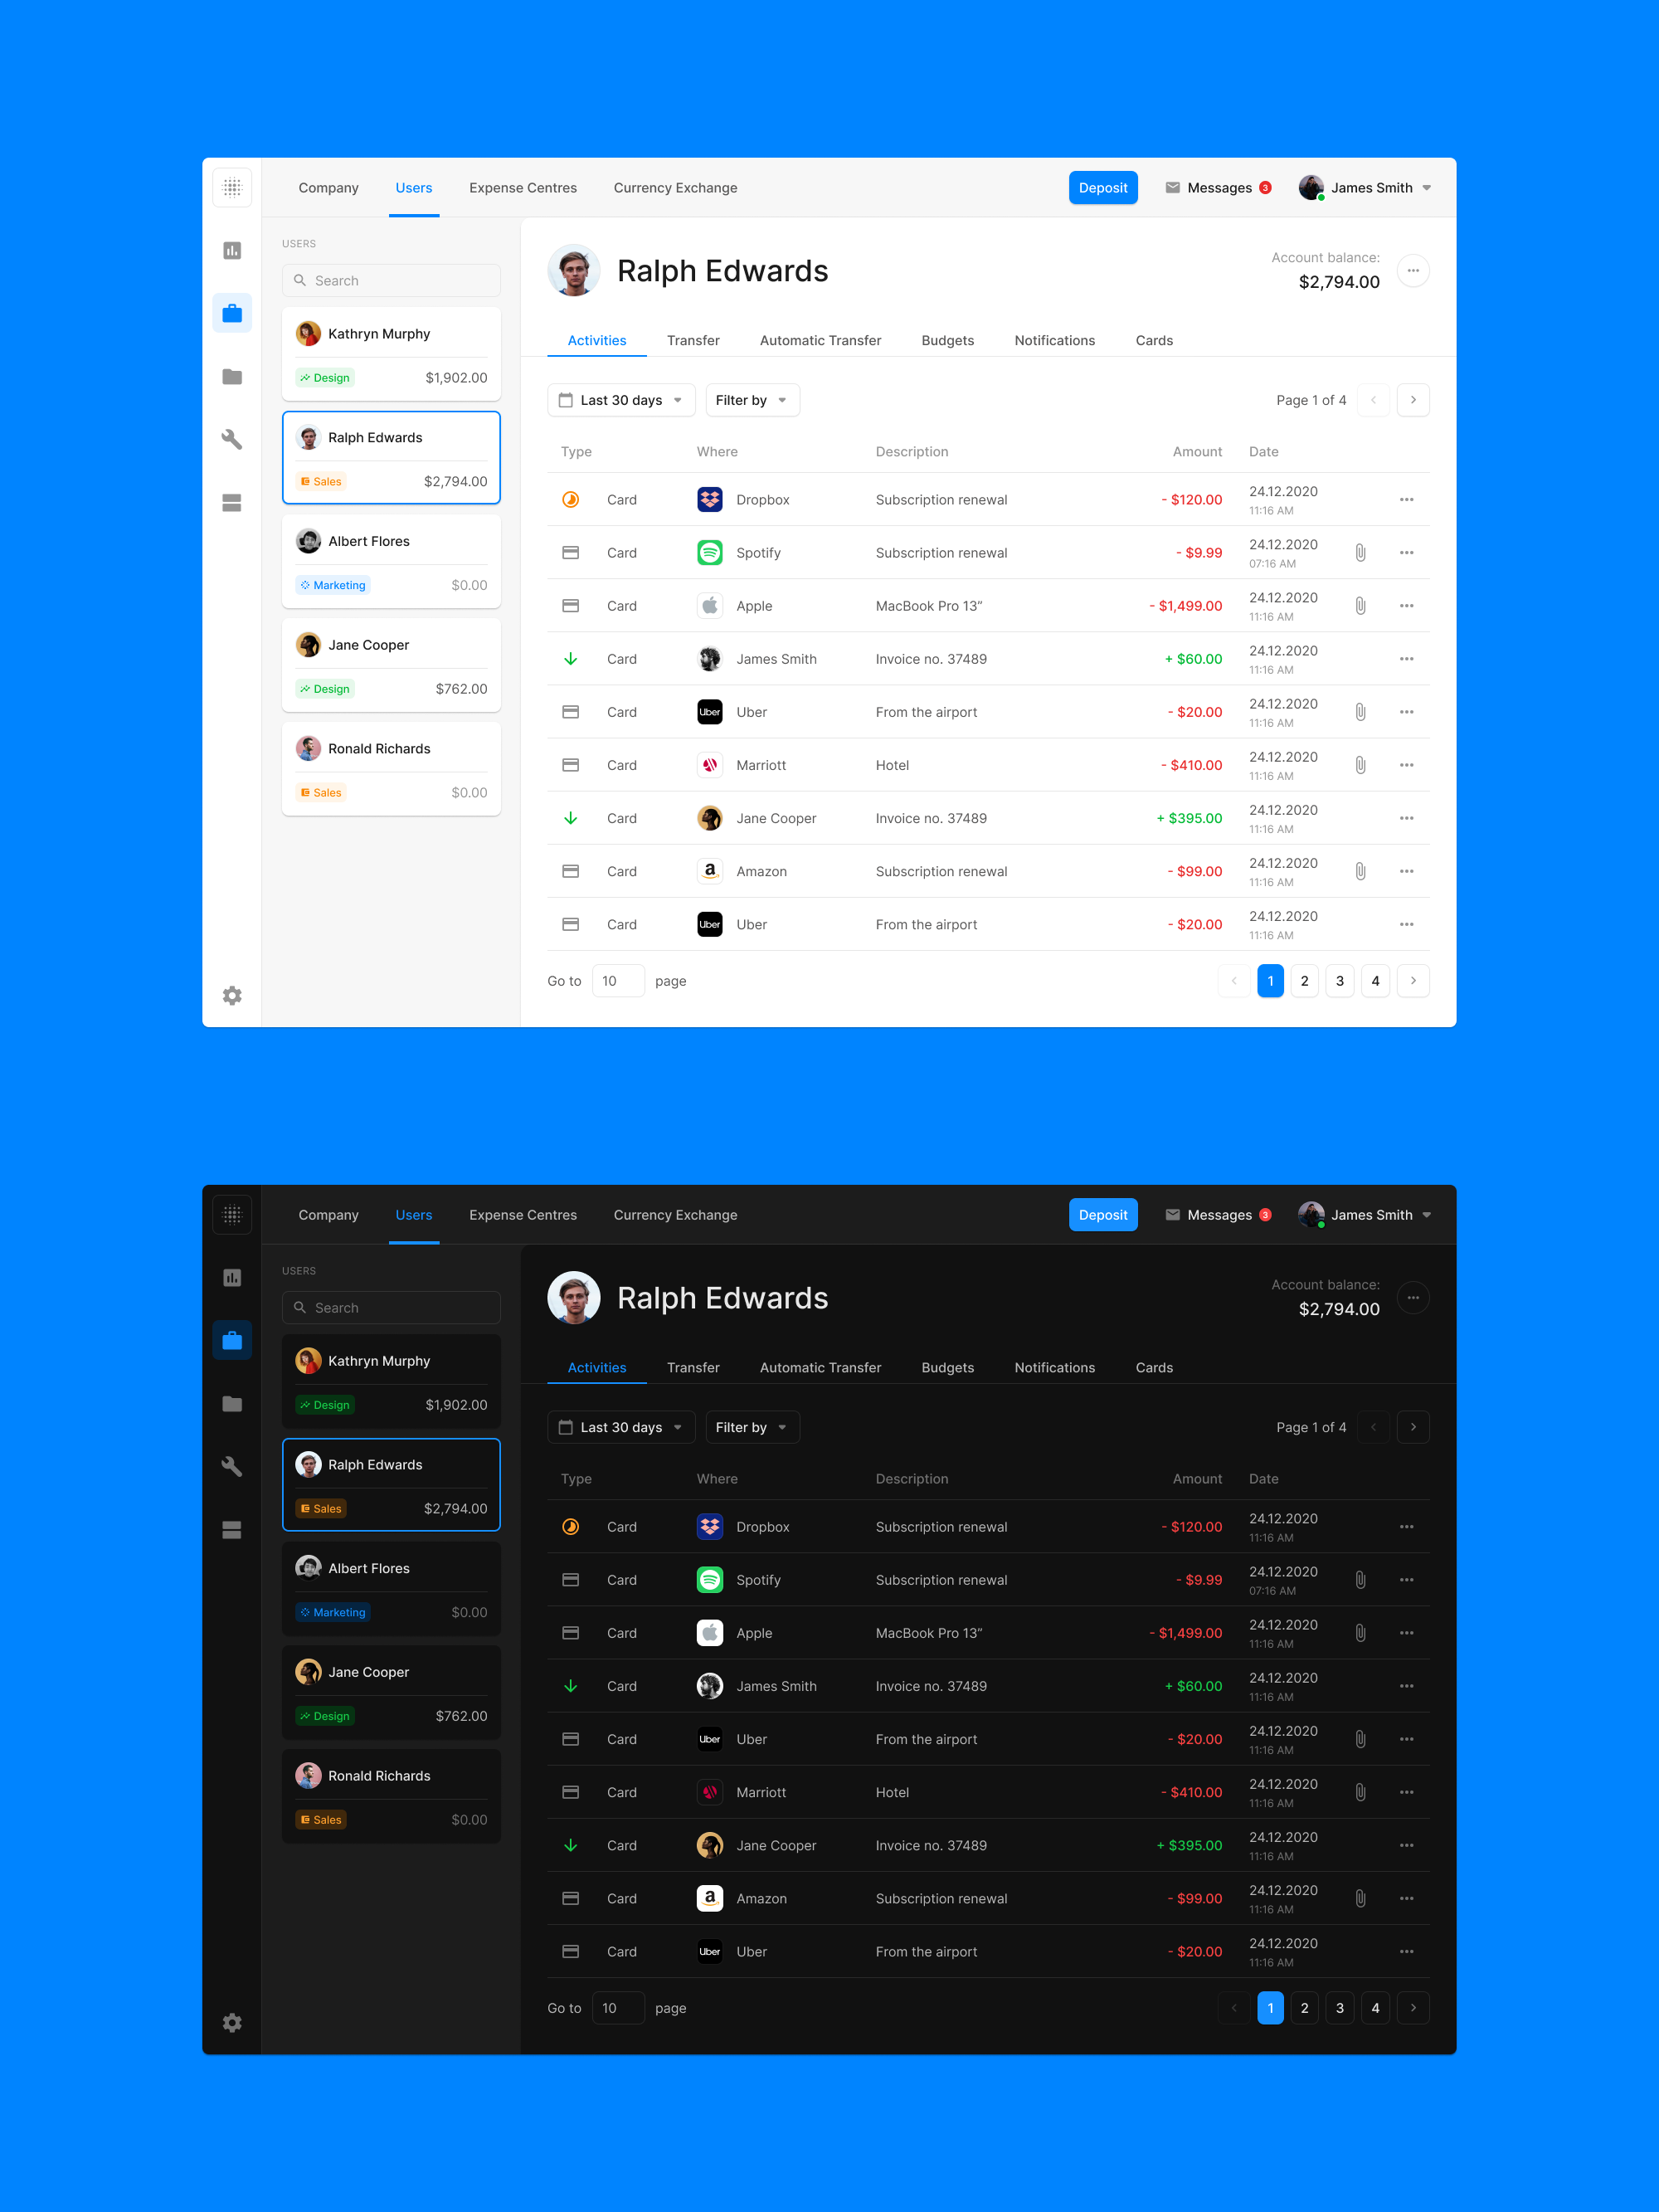 Company Users Expense Centres Currency Exchange Deposit Messages 3 James Smith
USERS
Search
Kathryn Murphy
Design $1,902.00
Ralph Edwards
Sales $2,794.00
Albert Flores
Marketing $0.00
Jane Cooper
Design $762.00
Ronald Richards
Sales $0.00
Ralph Edwards
Account balance:
$2,794.00
Activities Transfer Automatic Transfer Budgets Notifications Cards
Last 30 days Filter by Page 1 of 4
Type Where Description Amount Date
Card Dropbox Subscription renewal - $120.00 24.12.2020
11:16 AM
Card Spotify Subscription renewal - $9.99 24.12.2020
07:16 AM
Card Apple MacBook Pro 13” - $1,499.00 24.12.2020
11:16 AM
Card James Smith Invoice no. 37489 + $60.00 24.12.2020
11:16 AM
Card Uber Uber From the airport - $20.00 24.12.2020
11:16 AM
Card Marriott Hotel - $410.00 24.12.2020
11:16 AM
Card Jane Cooper Invoice no. 37489 + $395.00 24.12.2020
11:16 AM
Card a Amazon Subscription renewal - $99.00 24.12.2020
11:16 AM
Card Uber Uber From the airport - $20.00 24.12.2020
11:16 AM
Go to 10 page 1 2 3 4
Company Users Expense Centres Currency Exchange Deposit Messages 3 James Smith
USERS
Search
Kathryn Murphy
Design $1,902.00
Ralph Edwards
Sales $2,794.00
Albert Flores
Marketing $0.00
Jane Cooper
Design $762.00
Ronald Richards
Sales $0.00
Ralph Edwards
Account balance:
$2,794.00
Activities Transfer Automatic Transfer Budgets Notifications Cards
Last 30 days Filter by Page 1 of 4
Type Where Description Amount Date
Card Dropbox Subscription renewal - $120.00 24.12.2020
11:16 AM
Card Spotify Subscription renewal - $9.99 24.12.2020
07:16 AM
Card Apple MacBook Pro 13” - $1,499.00 24.12.2020
11:16 AM
Card James Smith Invoice no. 37489 + $60.00 24.12.2020
11:16 AM
Card Uber Uber From the airport - $20.00 24.12.2020
11:16 AM
Card Marriott Hotel - $410.00 24.12.2020
11:16 AM
Card Jane Cooper Invoice no. 37489 + $395.00 24.12.2020
11:16 AM
Card a Amazon Subscription renewal - $99.00 24.12.2020
11:16 AM
Card Uber Uber From the airport - $20.00 24.12.2020
11:16 AM
Go to 10 page 1 2 3 4